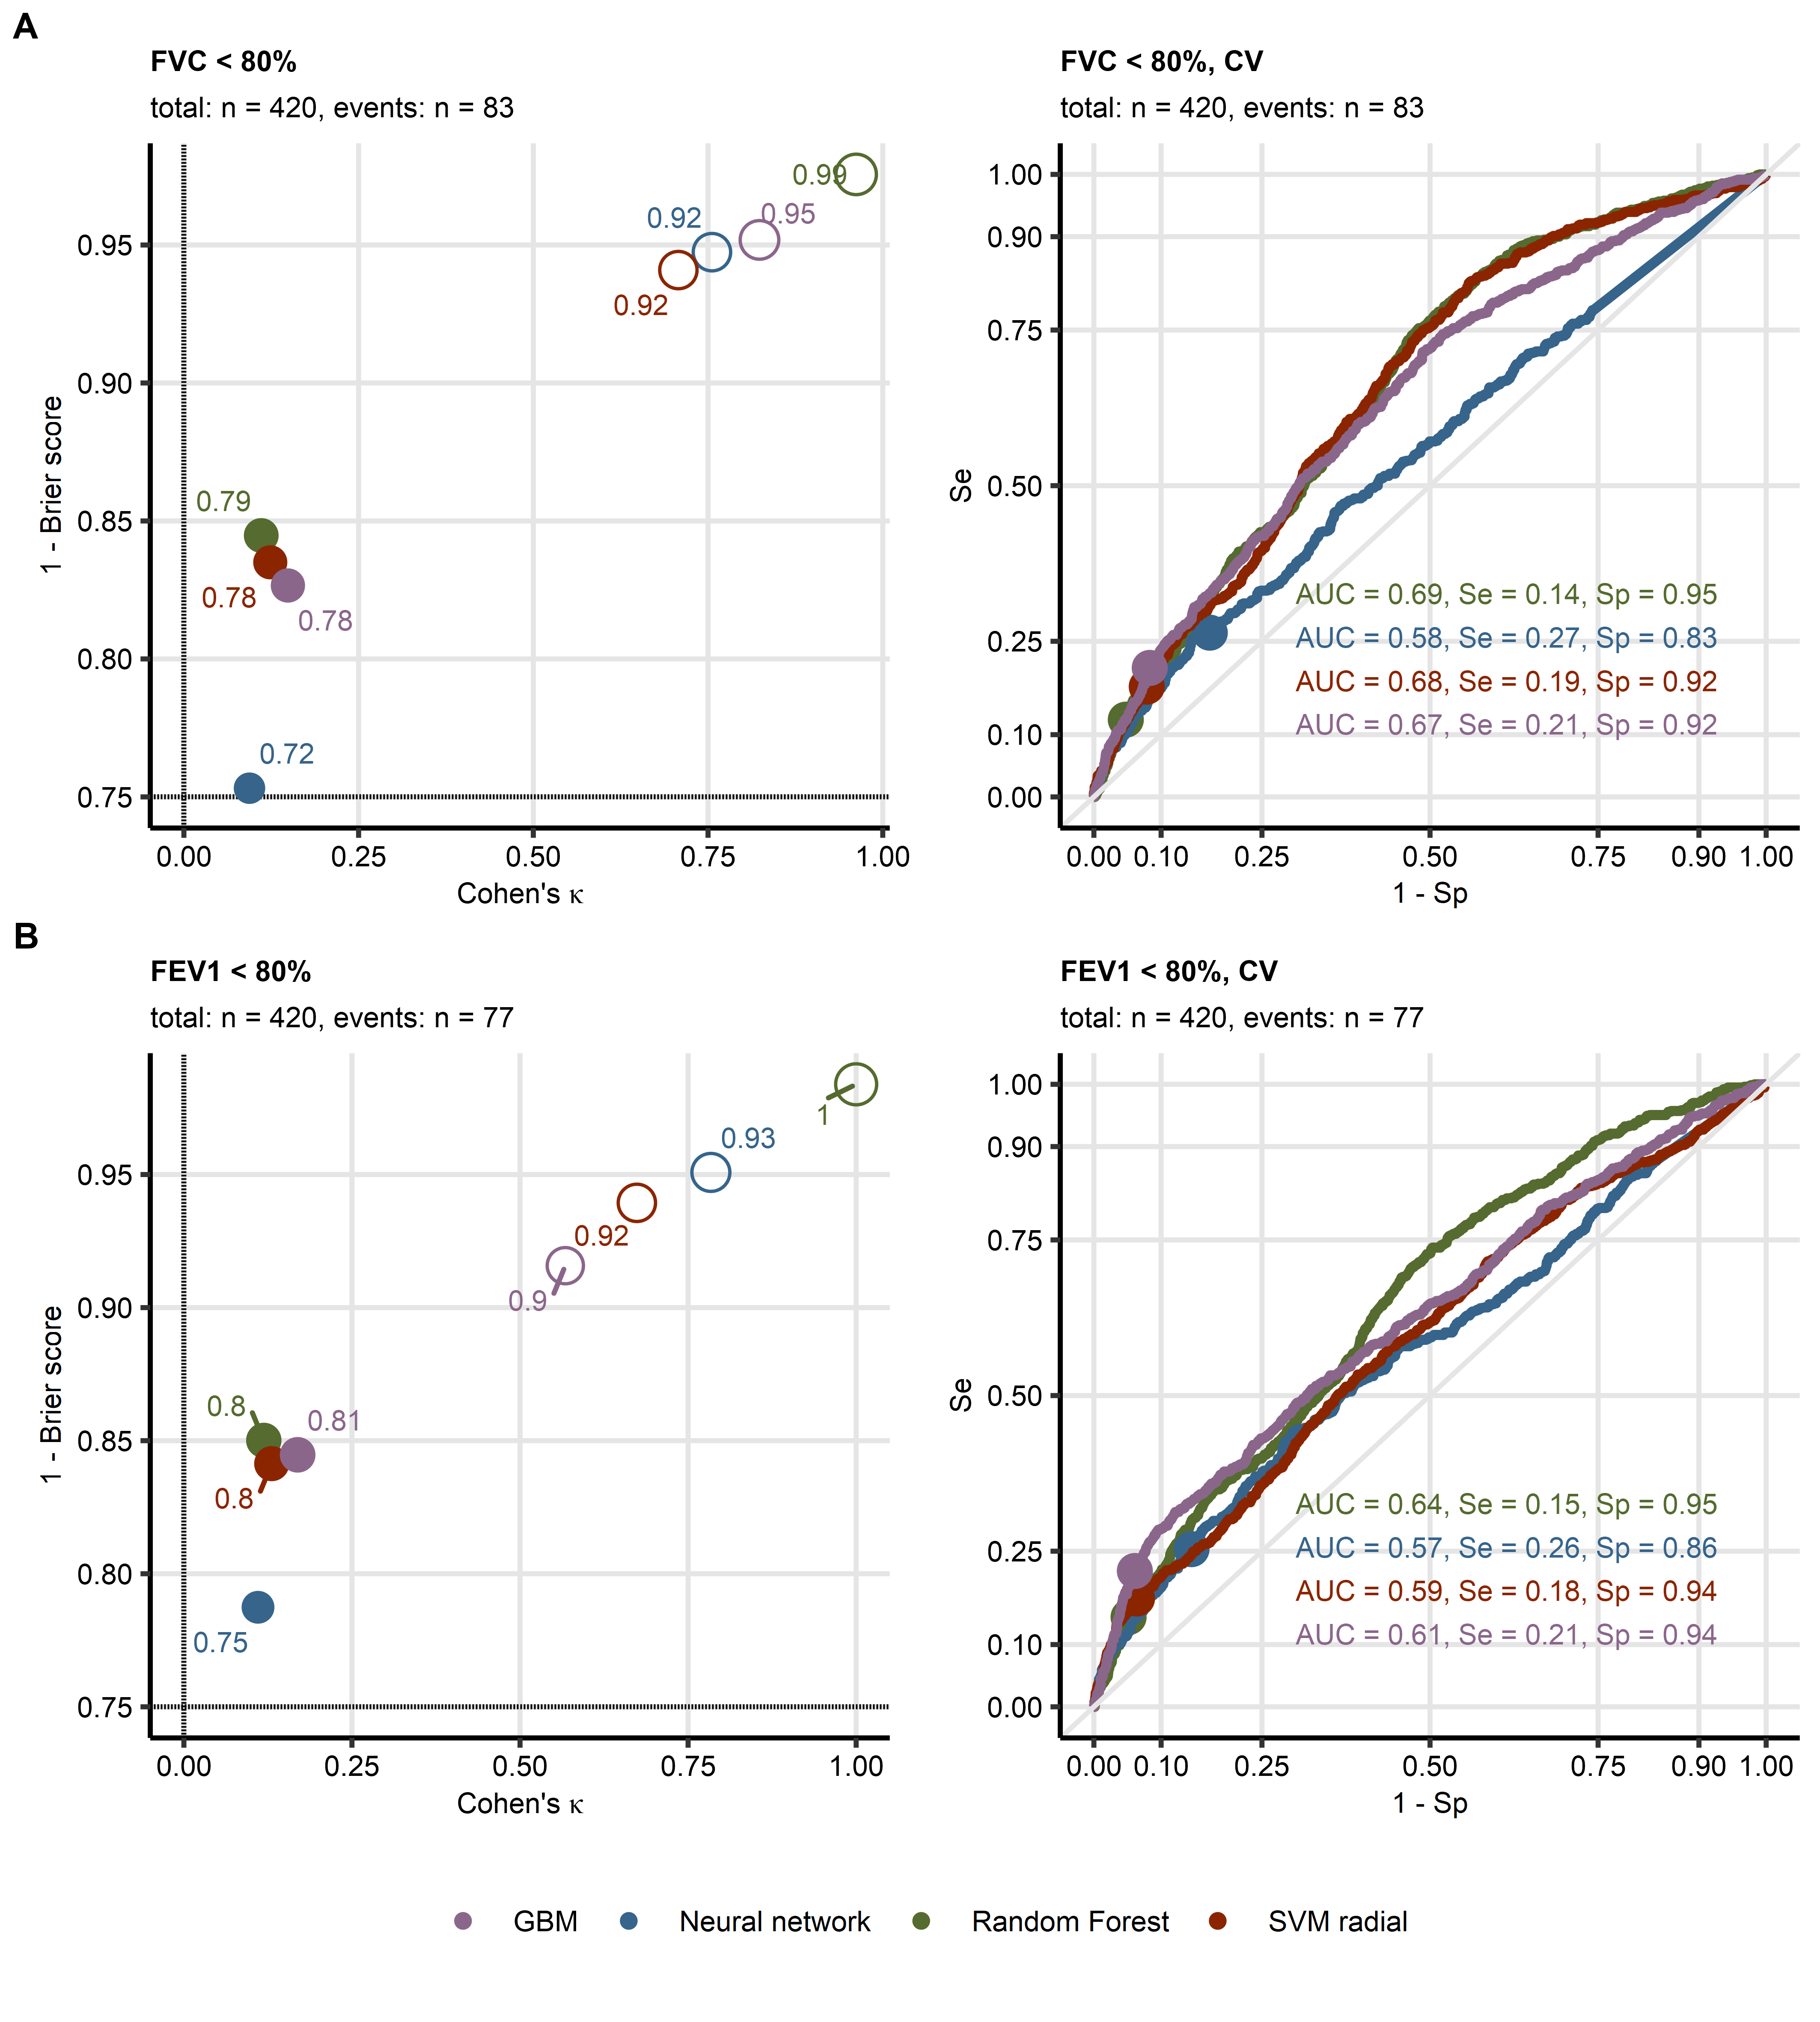 A
FVC < 80%
total: n = 420, events: n = 83
1 - Brier score
0.95
0.90
0.85
0.80
0.75
0.99
0.95
0.92
0.92
0.79
0.78
0.78
0.72
0.00 0.25 0.50 0.75 1.00
Cohen's κ
FVC < 80%, CV
total: n = 420, events: n = 83
Se
1.00
0.90
0.75
0.50
0.25
0.10
0.00
AUC = 0.69, Se = 0.14, Sp = 0.95
AUC = 0.58, Se = 0.27, Sp = 0.83
AUC = 0.68, Se = 0.19, Sp = 0.92
AUC = 0.67, Se = 0.21, Sp = 0.92
0.00 0.10 0.25 0.50 0.75 0.90 1.00
1 - Sp
B
FEV1 < 80%
total: n = 420, events: n = 77
1 - Brier score
0.95
0.90
0.85
0.80
0.75
1
0.93
0.92
0.9
0.8
0.81
0.8
0.75
0.00 0.25 0.50 0.75 1.00
Cohen's κ
FEV1 < 80%, CV
total: n = 420, events: n = 77
Se
1.00
0.90
0.75
0.50
0.25
0.10
0.00
AUC = 0.64, Se = 0.15, Sp = 0.95
AUC = 0.57, Se = 0.26, Sp = 0.86
AUC = 0.59, Se = 0.18, Sp = 0.94
AUC = 0.61, Se = 0.21, Sp = 0.94
0.00 0.10 0.25 0.50 0.75 0.90 1.00
1 - Sp
GBM Neural network Random Forest SVM radial